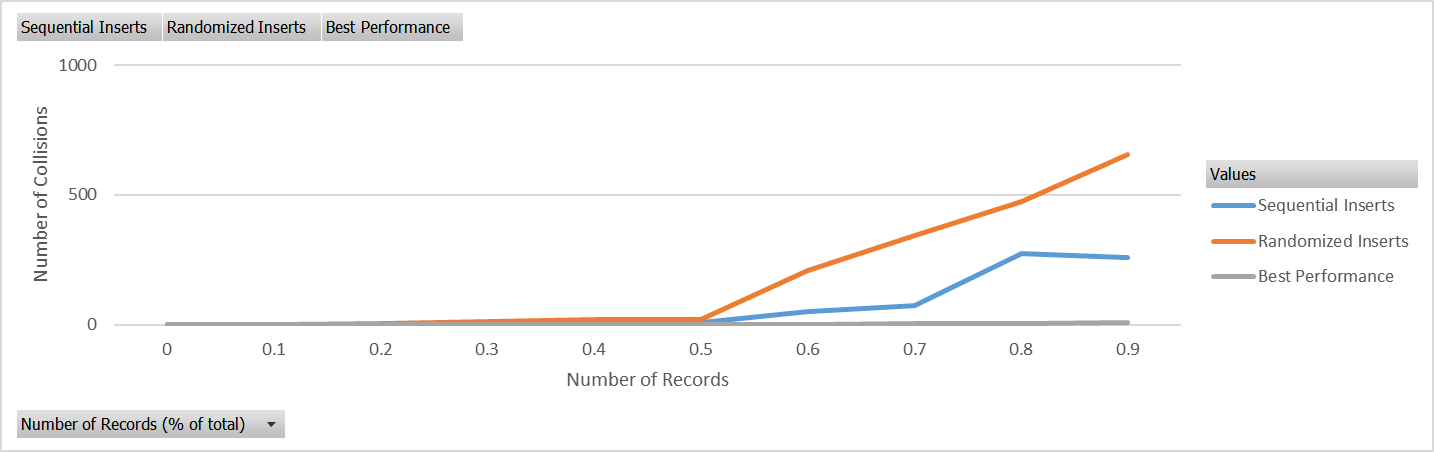 Sequential Inserts Randomized Inserts Best Performance
1000
500
0
Number of Collisions
0 0.1 0.2 0.3 0.4 0.5 0.6 0.7 0.8 0.9
Number of Records
Values
Sequential Inserts
Randomized Inserts
Best Performance
Number of Records (% of total)